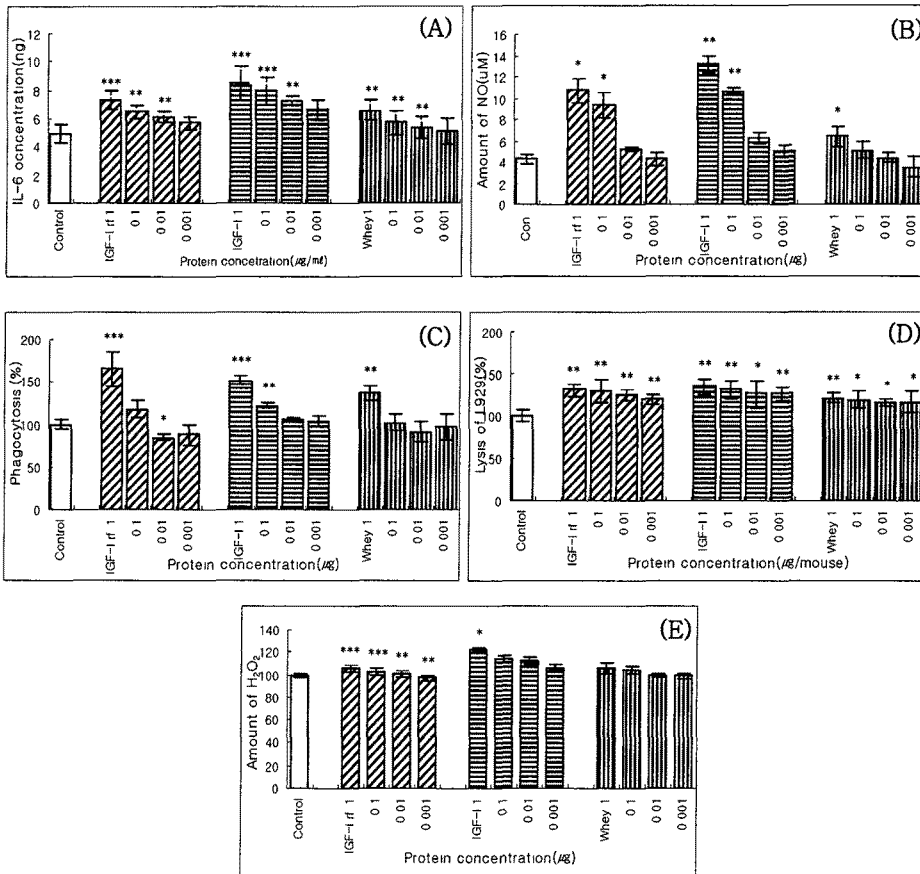 (A)
IL-6 ocncentration(ng)
12
10
8
6
4
2
0
*** ** ** *** *** ** ** ** **
Control IGF-I rf 1 0 1 0 01 0 001 IGF-I 1 0 1 0 01 0 001 Whey 1 0 1 0 01 0 001
Protein concetration(㎍/㎖)
(B)
Amount of NO(uM)
16
14
12
10
8
6
4
2
0
* * ** ** *
Con IGF-I rf 1 0 1 0 01 0 001 IGF-I 1 0 1 0 01 0 001 Whey 1 0 1 0 01 0 001
Protein concentration(㎍)
(C)
Phagocytosis (%)
200
150
100
50
0
*** * *** ** **
Control IGF-I rf 1 0 1 0 01 0 001 IGF-I 1 0 1 0 01 0 001 Whey 1 0 1 0 01 0 001
Protein concentration(㎍)
(D)
Lysis of L929(%)
200
150
100
50
0
** ** ** ** ** ** * ** ** * * *
Control IGF-I rf 1 0 1 0 01 0 001 IGF-I 1 0 1 0 01 0 001 Whey 1 0 1 0 01 0 001
Protein concentration(㎍/mouse)
(E)
Amount of H₂O₂
140
120
100
80
60
40
20
0
*** *** ** ** *
Control IGF-I rf 1 0 1 0 01 0 001 IGF-I 1 0 1 0 01 0 001 Whey 1 0 1 0 01 0 001
Protein concentration(㎍)